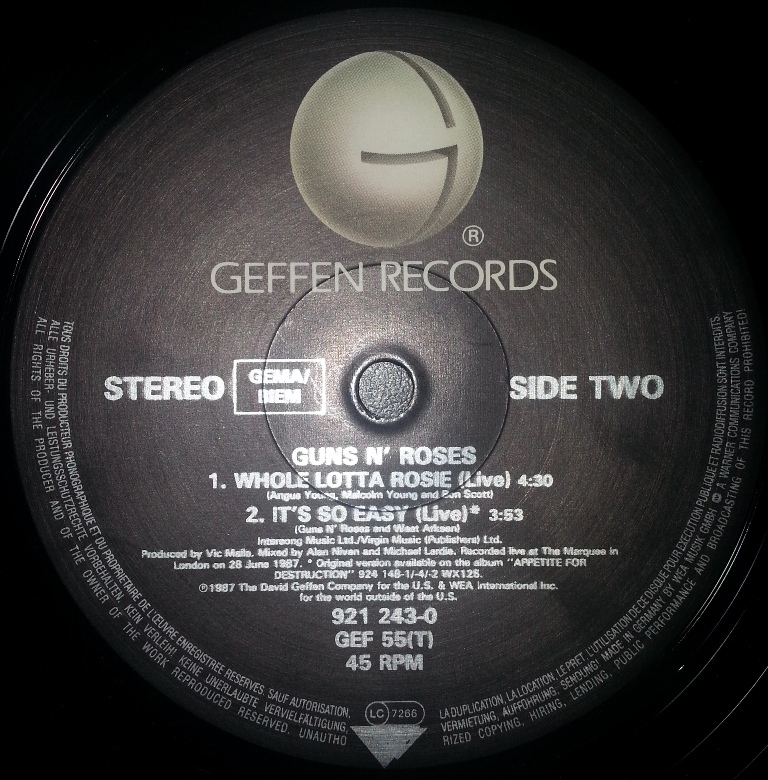 ®
GEFFEN RECORDS
STEREO
GEMA/
BIEM
SIDE TWO
GUNS N' ROSES
1. WHOLE LOTTA ROSIE (Live) 4:30
(Angus Young, Malcolm Young and Bon Scott)
2. IT'S SO EASY (Live)* 3:53
(Guns N' Roses and West Arkeen)
Intersong Music Ltd./Virgin Music (Publishers) Ltd.
Produced by Vic Maile. Mixed by Alan Niven and Michael Lardie. Recorded live at The Marquee in
London on 28 June 1987. * Original version available on the album "APPETITE FOR
DESTRUCTION" 924 148-1/-4/-2 WX125.
℗1987 The David Geffen Company for the U.S. & WEA International Inc.
for the world outside of the U.S.
921 243-0
GEF 55(T)
45 RPM
LC 7266
TOUS DROITS DU PRODUCTEUR PHONOGRAPHIQUE ET DU PROPRIETAIRE DE L'ŒUVRE ENREGISTREE RESERVES. SAUF AUTORISATION, LA DUPLICATION, LA LOCATION, LE PRET, L'UTILISATION DE CE DISQUE POUR EXECUTION PUBLIQUE ET RADIODIFFUSION SONT INTERDITS.
ALLE URHEBER- UND LEISTUNGSSCHUTZRECHTE VORBEHALTEN. KEIN VERLEIH! KEINE UNERLAUBTE VERVIELFÄLTIGUNG, VERMIETUNG, AUFFÜHRUNG, SENDUNG! MADE IN GERMANY BY WEA MUSIK GMBH A WARNER COMMUNICATIONS COMPANY
ALL RIGHTS OF THE PRODUCER AND OF THE OWNER OF THE WORK REPRODUCED RESERVED. UNAUTHORIZED COPYING, HIRING, LENDING, PUBLIC PERFORMANCE AND BROADCASTING OF THIS RECORD PROHIBITED!